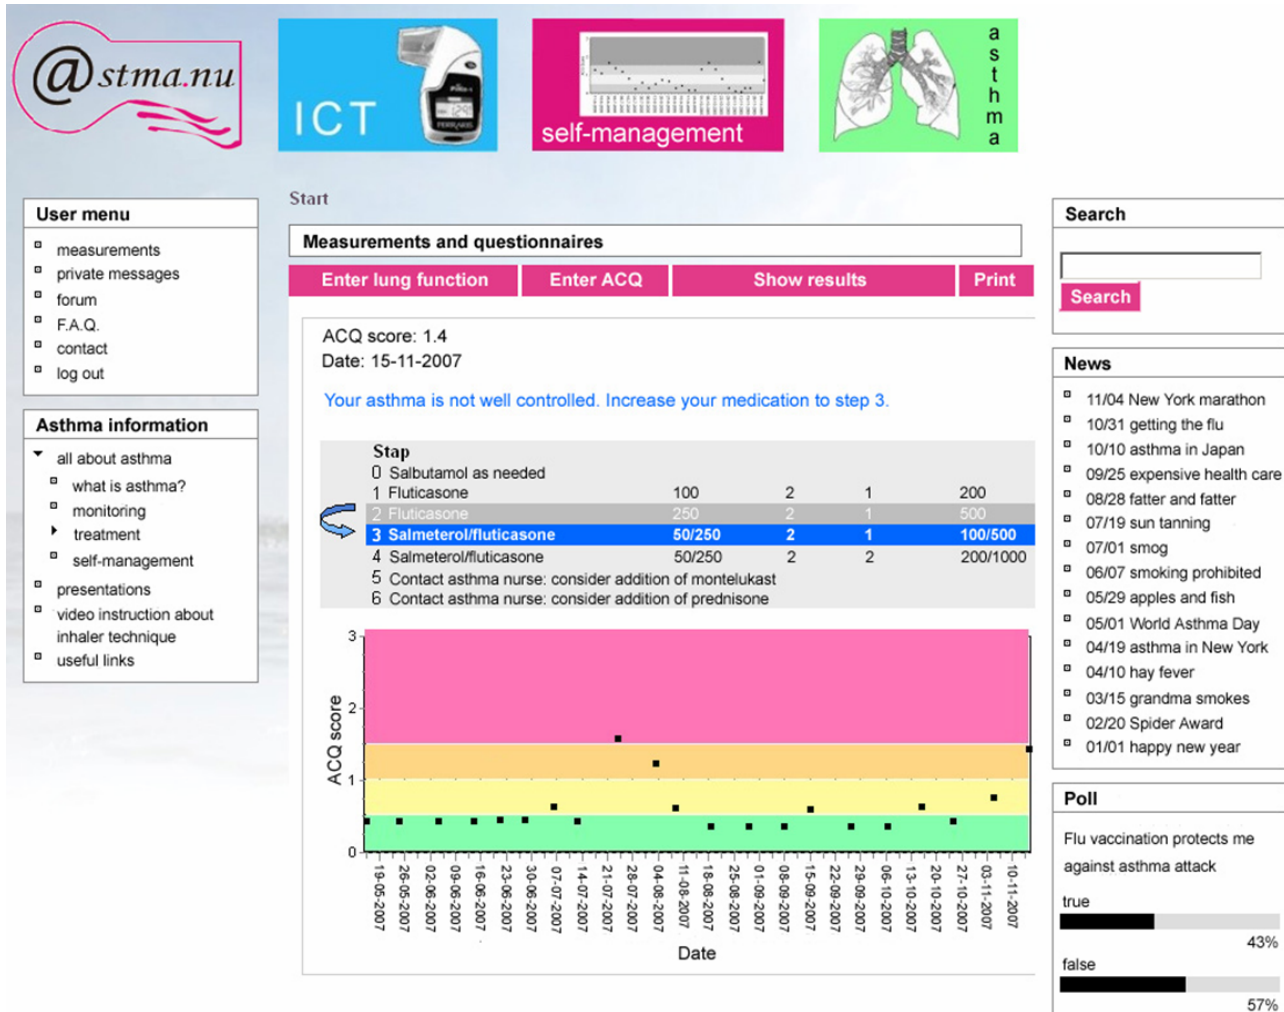 @stma.nu
ICT
self-management
asthma
User menu
measurements
private messages
forum
F.A.Q.
contact
log out
Asthma information
all about asthma
what is asthma?
monitoring
treatment
self-management
presentations
video instruction about
inhaler technique
useful links
Start
Measurements and questionnaires
Enter lung function Enter ACQ Show results Print
ACQ score: 1.4
Date: 15-11-2007
Your asthma is not well controlled. Increase your medication to step 3.
Stap
0 Salbutamol as needed
1 Fluticasone 100 2 1 200
2 Fluticasone 250 2 1 500
3 Salmeterol/fluticasone 50/250 2 1 100/500
4 Salmeterol/fluticasone 50/250 2 2 200/1000
5 Contact asthma nurse: consider addition of montelukast
6 Contact asthma nurse: consider addition of prednisone
ACQ score
3
2
1
0
19-05-2007
26-05-2007
02-06-2007
09-06-2007
16-06-2007
23-06-2007
30-06-2007
07-07-2007
14-07-2007
21-07-2007
28-07-2007
04-08-2007
11-08-2007
18-08-2007
25-08-2007
01-09-2007
08-09-2007
15-09-2007
22-09-2007
29-09-2007
06-10-2007
13-10-2007
20-10-2007
27-10-2007
03-11-2007
10-11-2007
Date
Search
Search
News
11/04 New York marathon
10/31 getting the flu
10/10 asthma in Japan
09/25 expensive health care
08/28 fatter and fatter
07/19 sun tanning
07/01 smog
06/07 smoking prohibited
05/29 apples and fish
05/01 World Asthma Day
04/19 asthma in New York
04/10 hay fever
03/15 grandma smokes
02/20 Spider Award
01/01 happy new year
Poll
Flu vaccination protects me
against asthma attack
true
43%
false
57%